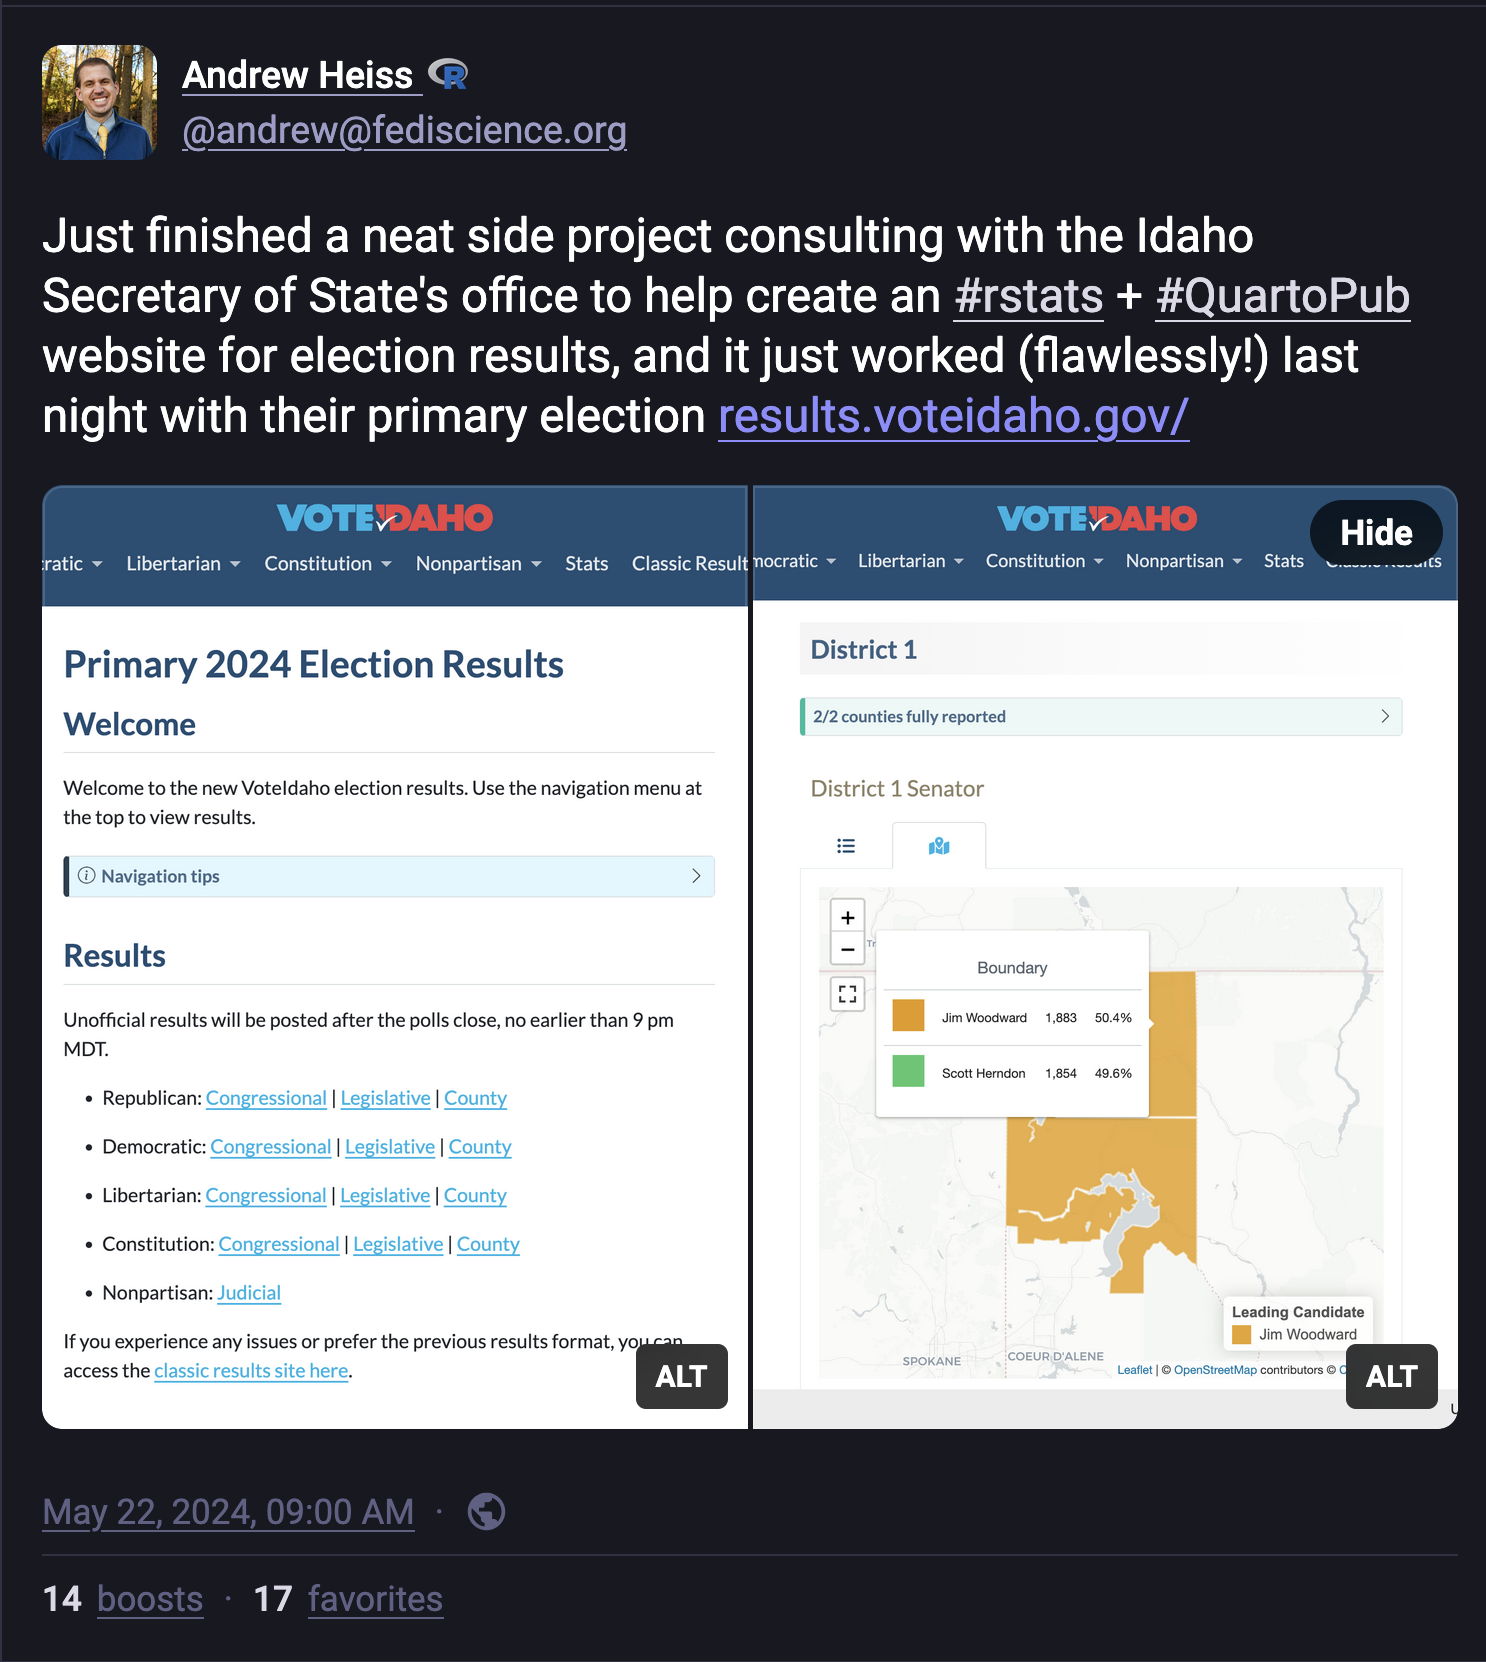 Andrew Heiss
@andrew@fediscience.org
Just finished a neat side project consulting with the Idaho
Secretary of State's office to help create an #rstats + #QuartoPub
website for election results, and it just worked (flawlessly!) last
night with their primary election results.voteidaho.gov/
VOTEIDAHO
ratic Libertarian Constitution Nonpartisan Stats Classic Result
Primary 2024 Election Results
Welcome
Welcome to the new VoteIdaho election results. Use the navigation menu at
the top to view results.
Navigation tips
Results
Unofficial results will be posted after the polls close, no earlier than 9 pm
MDT.
• Republican: Congressional | Legislative | County
• Democratic: Congressional | Legislative | County
• Libertarian: Congressional | Legislative | County
• Constitution: Congressional | Legislative | County
• Nonpartisan: Judicial
If you experience any issues or prefer the previous results format, you can
access the classic results site here.
ALT
VOTEIDAHO
Hide
mocratic Libertarian Constitution Nonpartisan Stats Classic Results
District 1
2/2 counties fully reported
District 1 Senator
+
−
Tr
Boundary
Jim Woodward 1,883 50.4%
Scott Herndon 1,854 49.6%
Leading Candidate
Jim Woodward
SPOKANE
COEUR D'ALENE
Leaflet | © OpenStreetMap contributors © C
ALT
U
May 22, 2024, 09:00 AM ·
14 boosts · 17 favorites